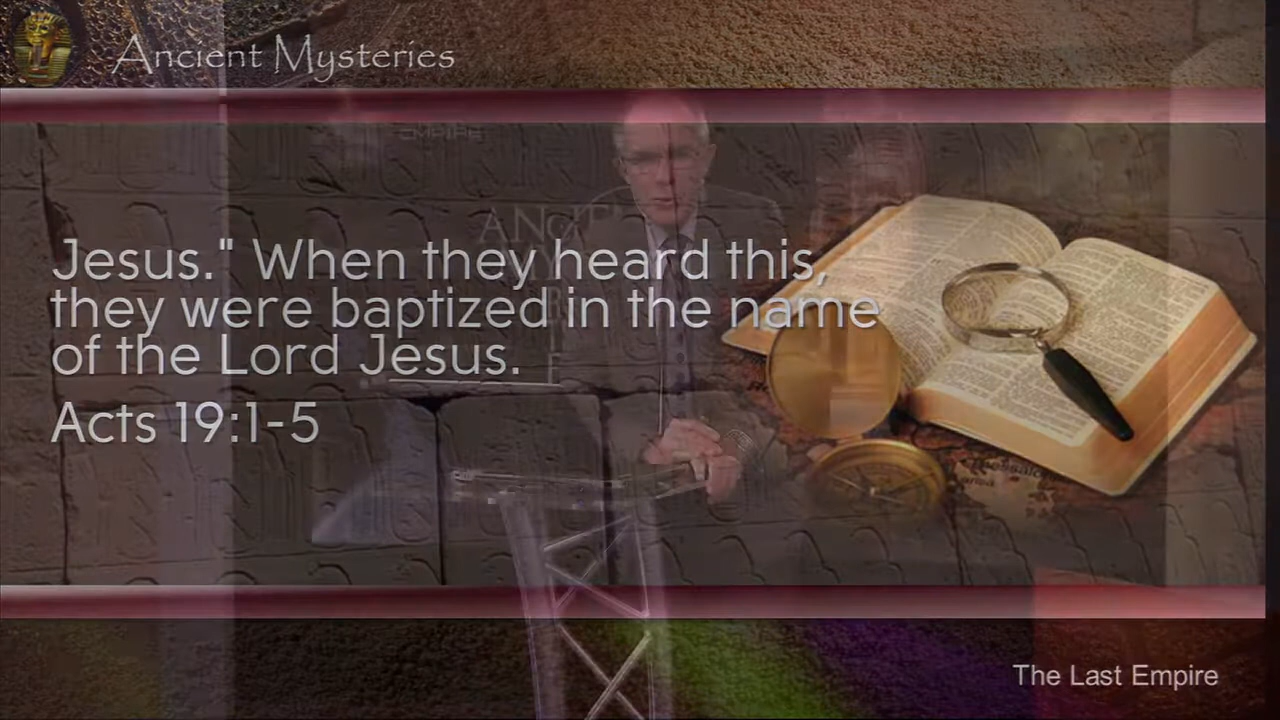 Ancient Mysteries
EMPIRE
Jesus." When they heard this,
they were baptized in the name
of the Lord Jesus.
Acts 19:1-5
The Last Empire